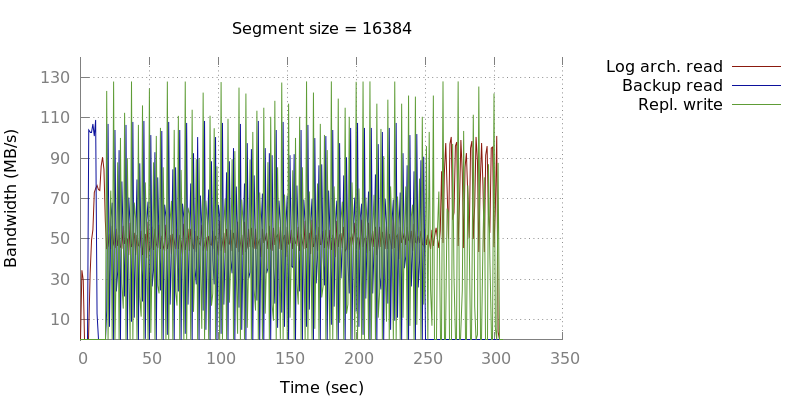 Segment size = 16384
Log arch. read
Backup read
Repl. write
Bandwidth (MB/s)
130
110
90
70
50
30
10
0 50 100 150 200 250 300 350
Time (sec)